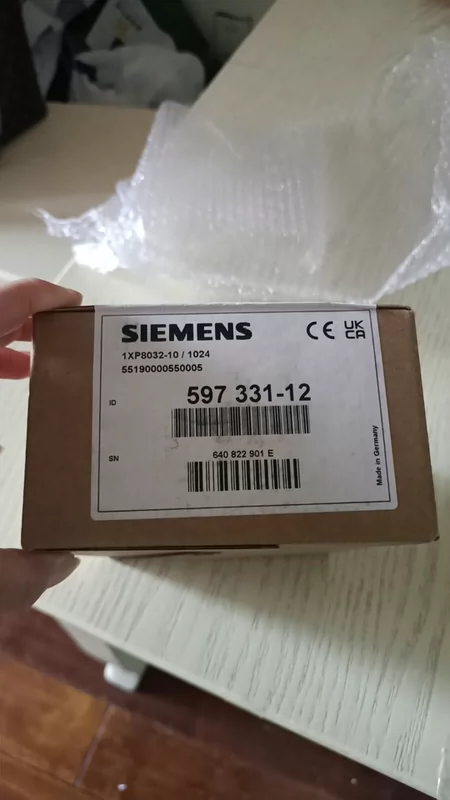 SIEMENS
CE UK CA
1XP8032-10 / 1024
55190000550005
ID
597 331-12
SN
640 822 901 E
Made in Germany